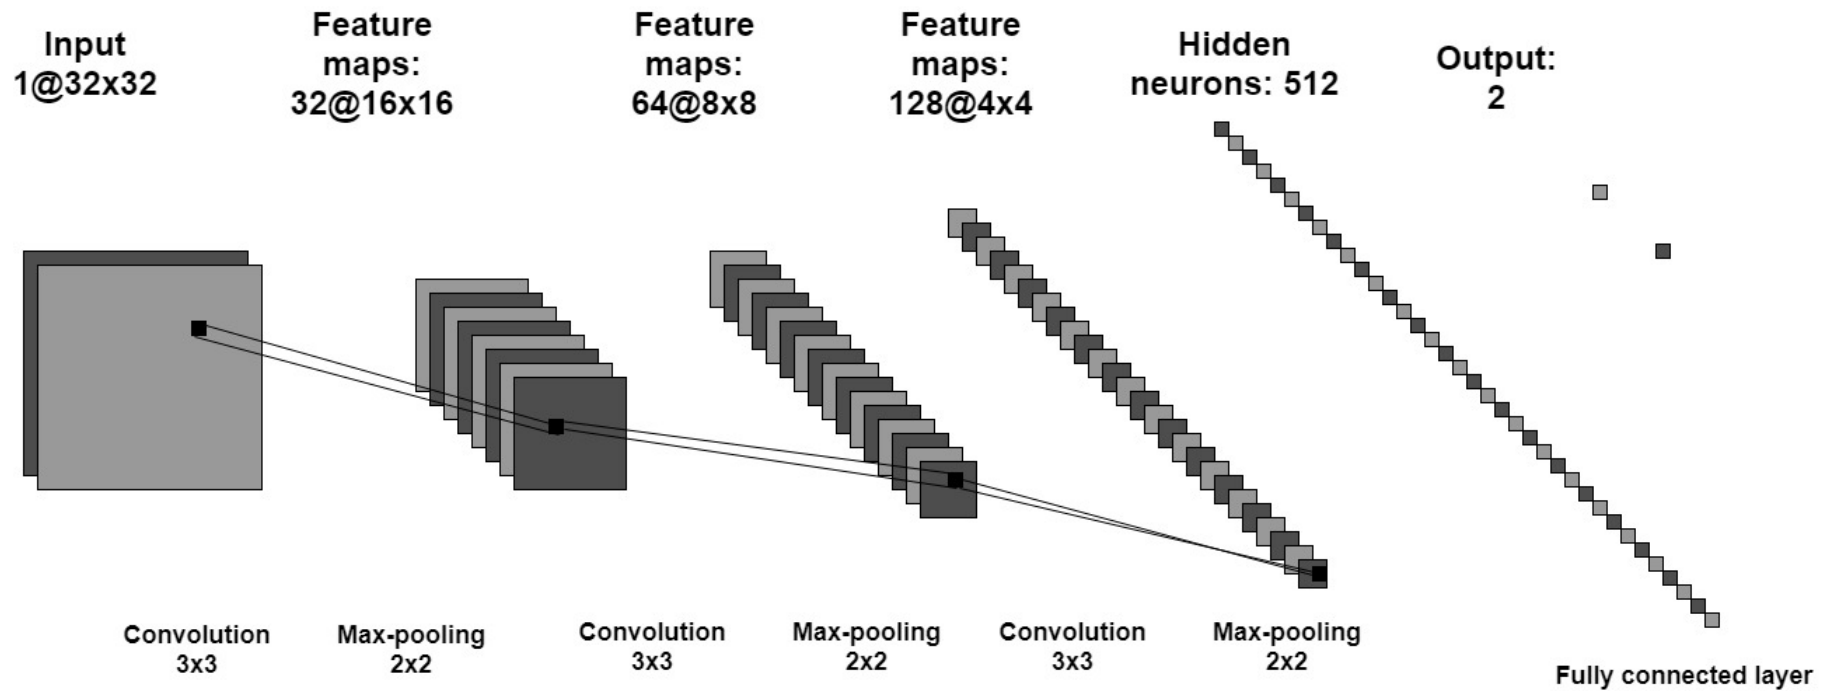 Input
1@32x32
Feature
maps:
32@16x16
Feature
maps:
64@8x8
Feature
maps:
128@4x4
Hidden
neurons: 512
Output:
2
Convolution
3x3
Max-pooling
2x2
Convolution
3x3
Max-pooling
2x2
Convolution
3x3
Max-pooling
2x2
Fully connected layer